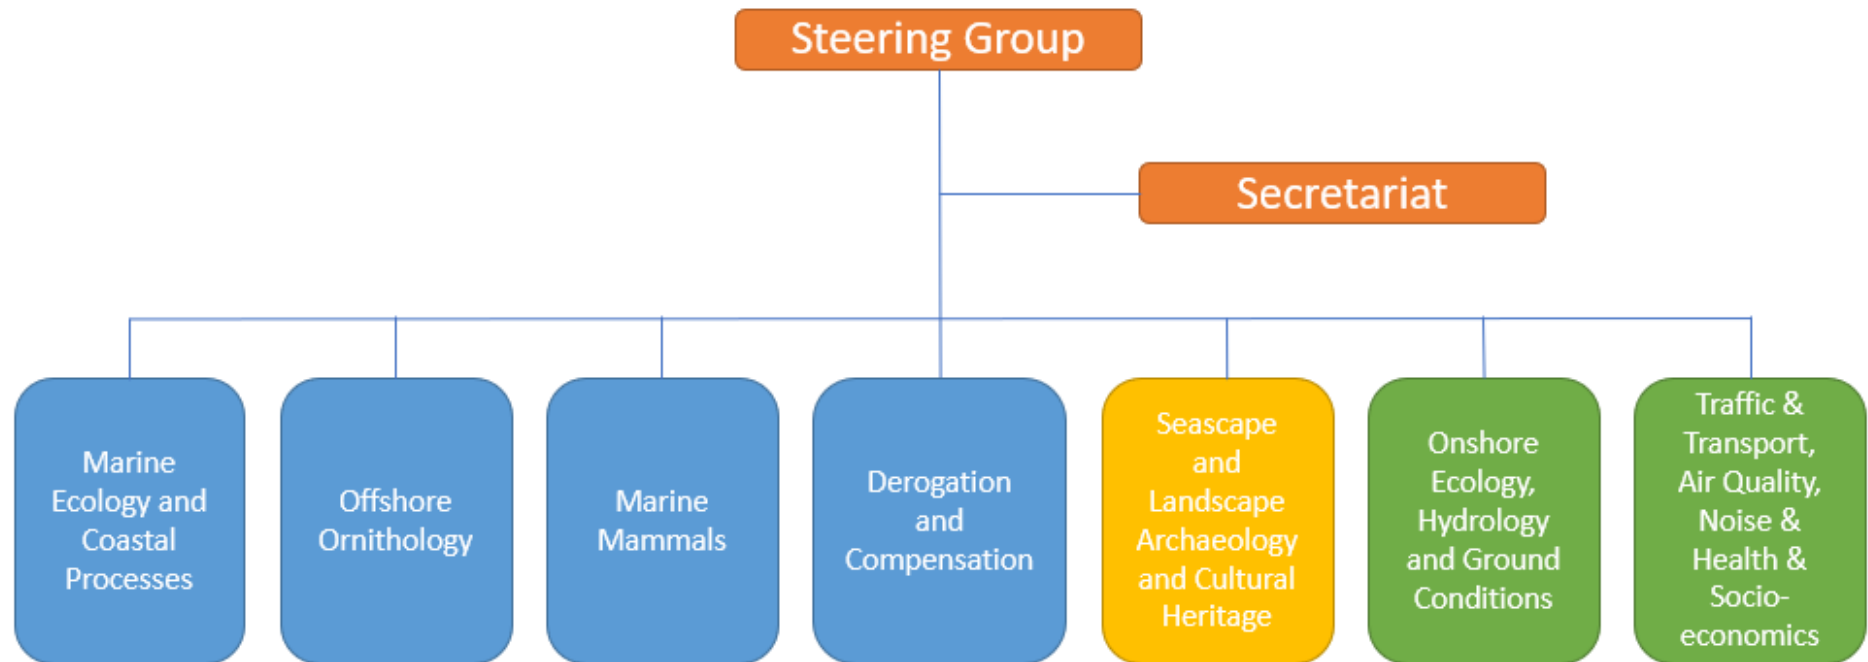 Steering Group
Secretariat
Marine
Ecology and
Coastal
Processes
Offshore
Ornithology
Marine
Mammals
Derogation
and
Compensation
Seascape
and
Landscape
Archaeology
and Cultural
Heritage
Onshore
Ecology,
Hydrology
and Ground
Conditions
Traffic &
Transport,
Air Quality,
Noise &
Health &
Socio-
economics